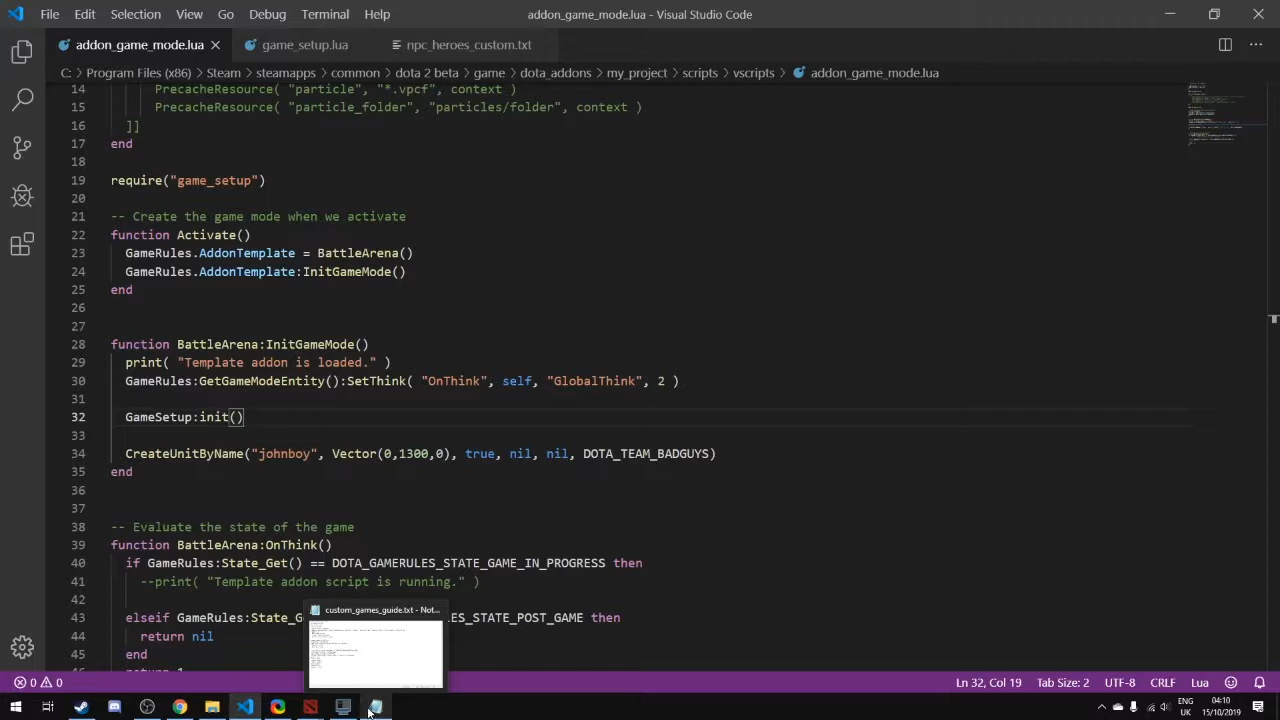 File Edit Selection View Go Debug Terminal Help addon_game_mode.lua - Visual Studio Code
addon_game_mode.lua game_setup.lua npc_heroes_custom.txt
C: > Program Files (x86) > Steam > steamapps > common > dota 2 beta > game > dota_addons > my_project > scripts > vscripts > addon_game_mode.lua
14 PrecacheResource( "particle", "*.vpcf", context )
15 PrecacheResource( "particle_folder", "particles/folder", context )
16 ]]
17 end
18
19 require("game_setup")
20
21 -- Create the game mode when we activate
22 function Activate()
23 GameRules.AddonTemplate = BattleArena()
24 GameRules.AddonTemplate:InitGameMode()
25 end
26
27
28 function BattleArena:InitGameMode()
29 print( "Template addon is loaded." )
30 GameRules:GetGameModeEntity():SetThink( "OnThink", self, "GlobalThink", 2 )
31
32 GameSetup:init()
33
34 CreateUnitByName("johnboy", Vector(0,1300,0), true, nil, nil, DOTA_TEAM_BADGUYS)
35 end
36
37
38 -- Evaluate the state of the game
39 function BattleArena:OnThink()
40 if GameRules:State_Get() == DOTA_GAMERULES_STATE_GAME_IN_PROGRESS then
41 --print( "Template addon script is running." )
42
custom_games_guide.txt - Not...
43 elseif GameRules:State_G LES_STATE_POST_GAME then
44 return nil
45 end
46 return 1
0 0 Ln 32, Col 19 Tab Size: 2 CRLF Lua
ENG 04:10
UK 15/10/2019